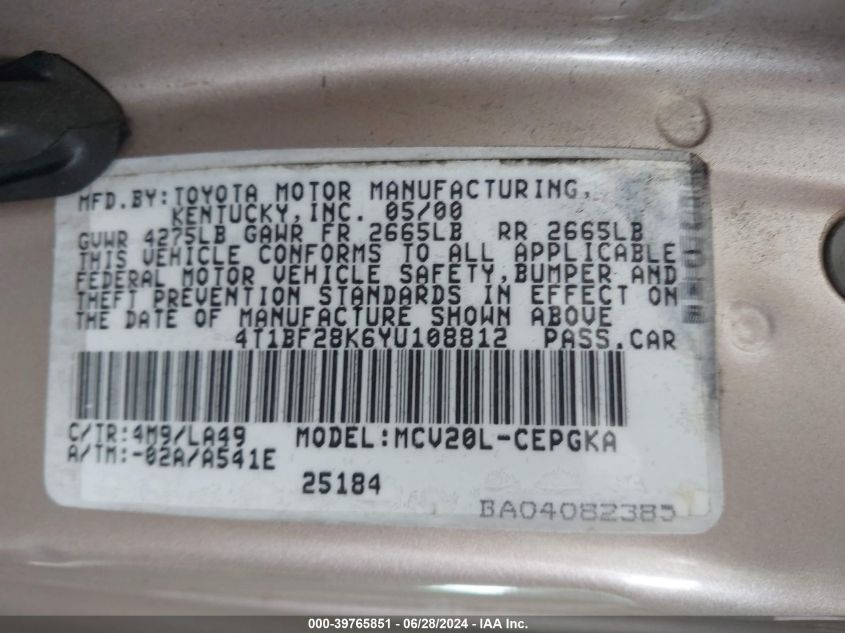 MFD.BY:TOYOTA MOTOR MANUFACTURING,
KENTUCKY,INC. 05/00
GVWR 4275LB GAWR FR 2665LB RR 2665LB
THIS VEHICLE CONFORMS TO ALL APPLICABLE
FEDERAL MOTOR VEHICLE SAFETY,BUMPER AND
THEFT PREVENTION STANDARDS IN EFFECT ON
THE DATE OF MANUFACTURE SHOWN ABOVE
4T1BF28K6YU108812 PASS.CAR
C/TR:4M9/LA49 MODEL:MCV20L-CEPGKA
A/TM:-02A/A541E
25184
BA04082385
000-39765851 / 06/28/2024 - IAA Inc.